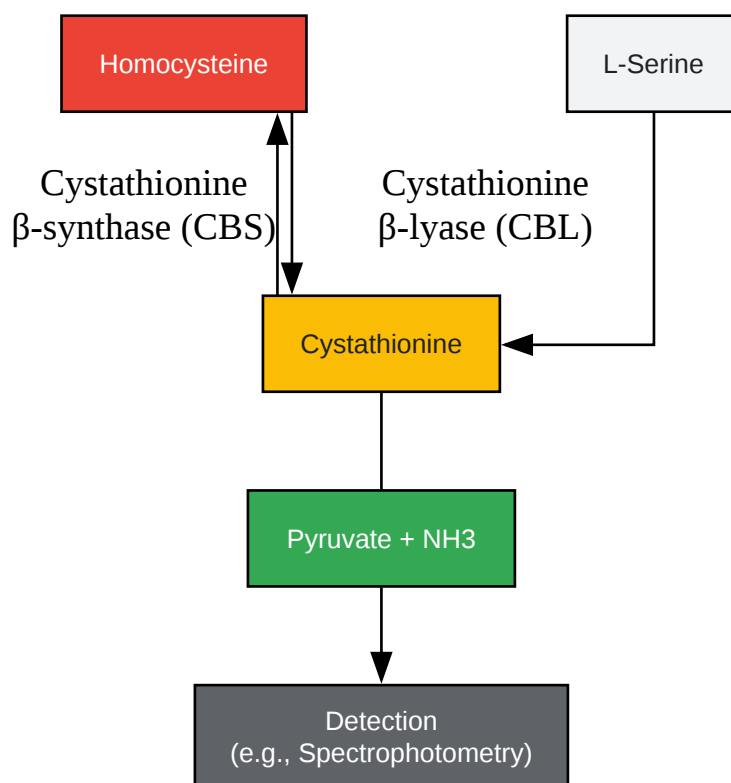 Homocysteine
L-Serine
Cystathionine
β-synthase (CBS)
Cystathionine
β-lyase (CBL)
Cystathionine
Pyruvate + NH3
Detection
(e.g., Spectrophotometry)